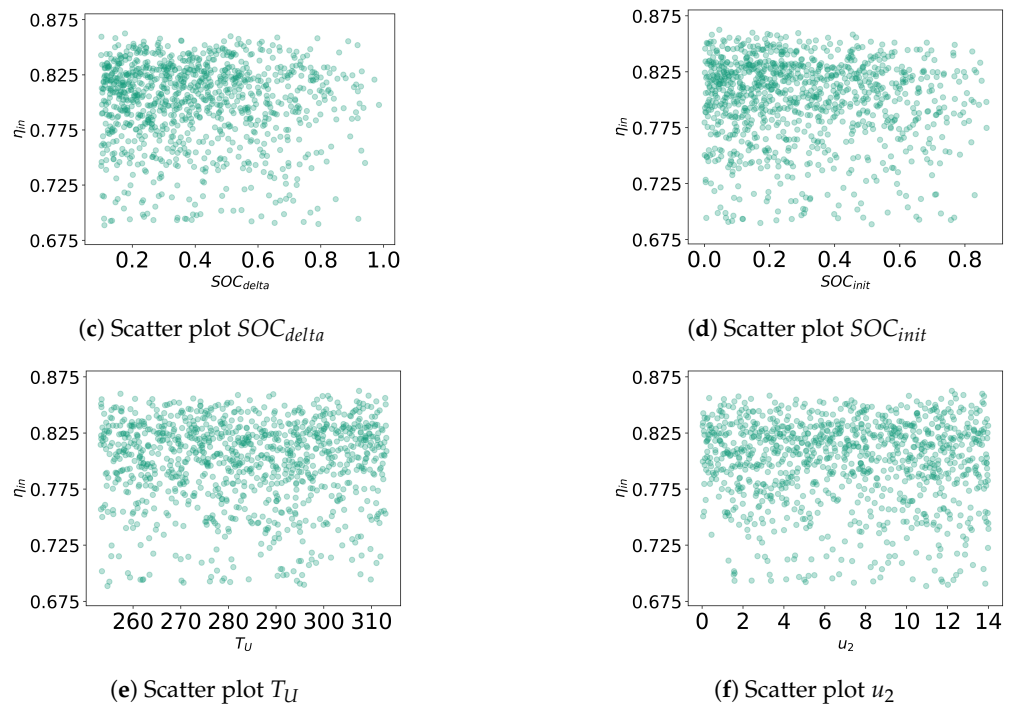 0.875
0.825
0.775
0.725
0.675
η_in
0.2 0.4 0.6 0.8 1.0
SOC_delta
(c) Scatter plot SOC_delta
0.875
0.825
0.775
0.725
0.675
η_in
0.0 0.2 0.4 0.6 0.8
SOC_init
(d) Scatter plot SOC_init
0.875
0.825
0.775
0.725
0.675
η_in
260 270 280 290 300 310
T_U
(e) Scatter plot T_U
0.875
0.825
0.775
0.725
0.675
η_in
0 2 4 6 8 10 12 14
u_2
(f) Scatter plot u_2